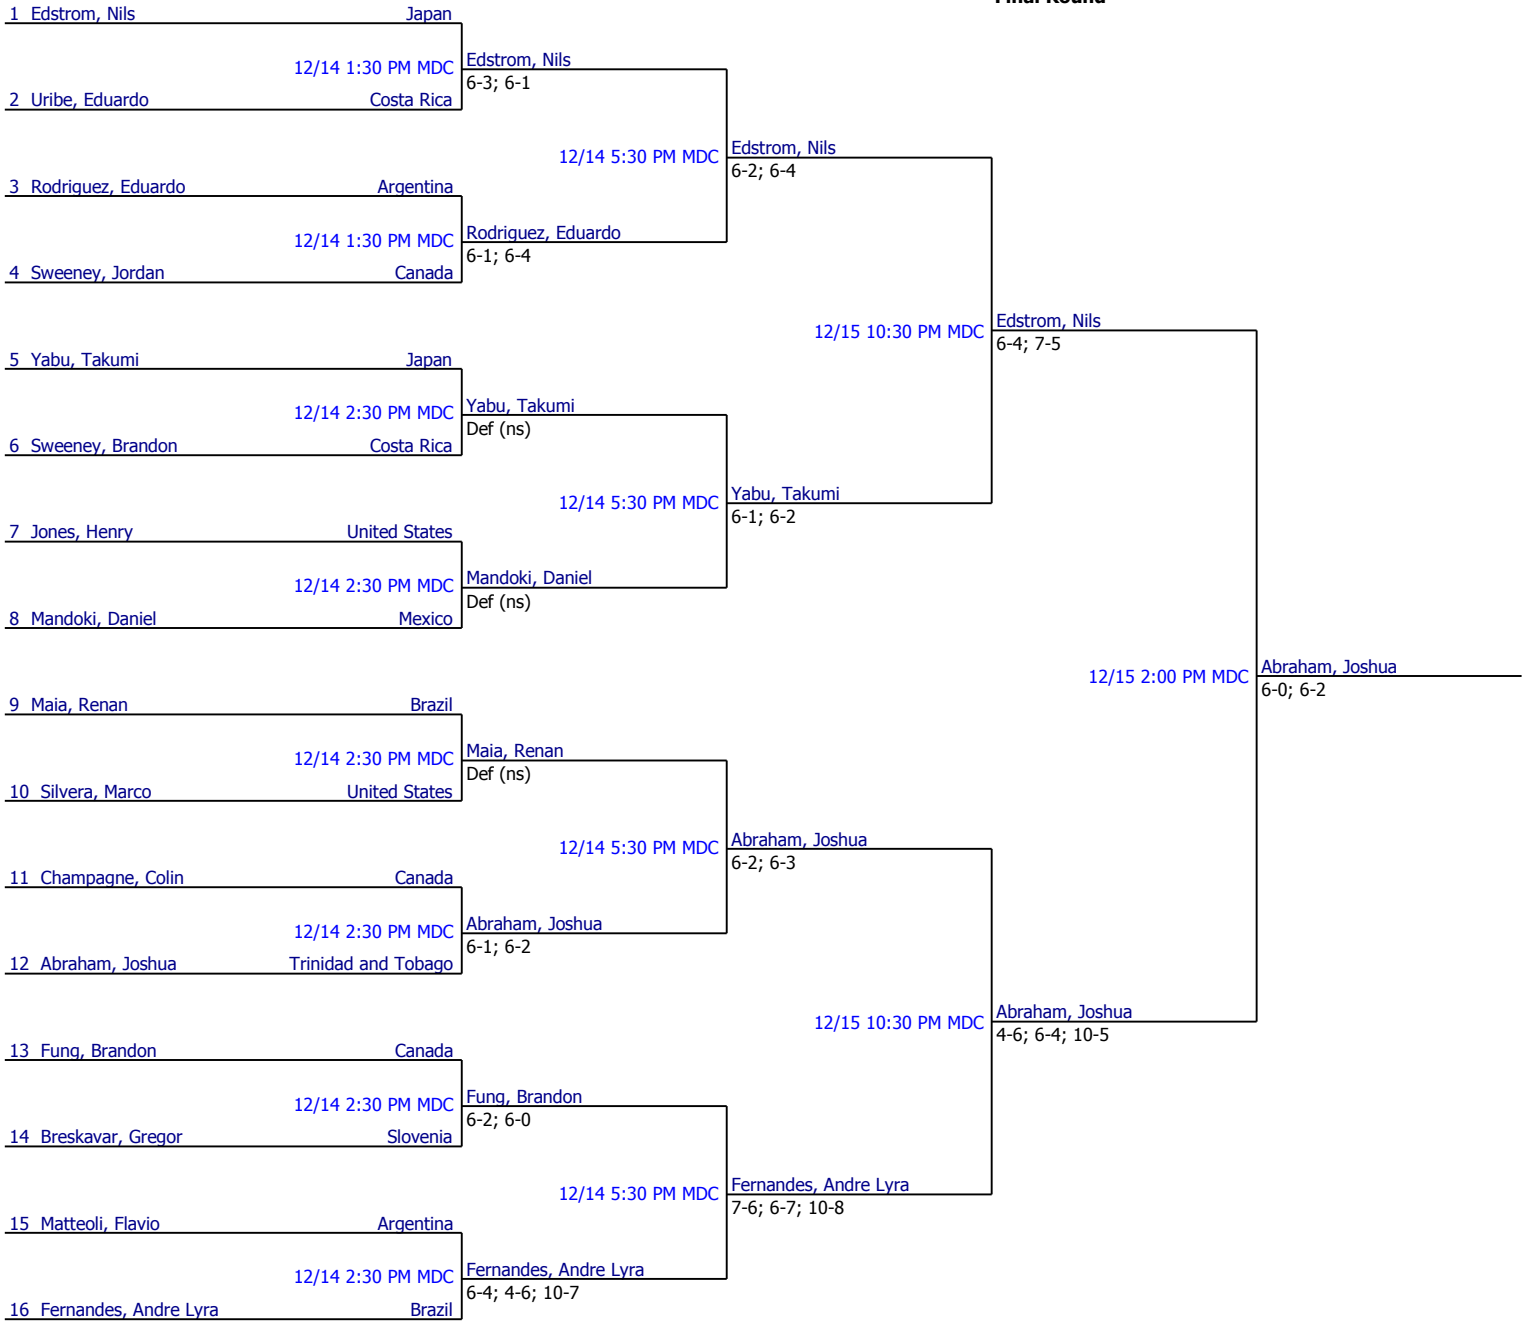 Final Round
1 Edstrom, Nils Japan
12/14 1:30 PM MDC
Edstrom, Nils
6-3; 6-1
2 Uribe, Eduardo Costa Rica
12/14 5:30 PM MDC
Edstrom, Nils
6-2; 6-4
3 Rodriguez, Eduardo Argentina
12/14 1:30 PM MDC
Rodriguez, Eduardo
6-1; 6-4
4 Sweeney, Jordan Canada
12/15 10:30 PM MDC
Edstrom, Nils
6-4; 7-5
5 Yabu, Takumi Japan
12/14 2:30 PM MDC
Yabu, Takumi
Def (ns)
6 Sweeney, Brandon Costa Rica
12/14 5:30 PM MDC
Yabu, Takumi
6-1; 6-2
7 Jones, Henry United States
12/14 2:30 PM MDC
Mandoki, Daniel
Def (ns)
8 Mandoki, Daniel Mexico
12/15 2:00 PM MDC
Abraham, Joshua
6-0; 6-2
9 Maia, Renan Brazil
12/14 2:30 PM MDC
Maia, Renan
Def (ns)
10 Silvera, Marco United States
12/14 5:30 PM MDC
Abraham, Joshua
6-2; 6-3
11 Champagne, Colin Canada
12/14 2:30 PM MDC
Abraham, Joshua
6-1; 6-2
12 Abraham, Joshua Trinidad and Tobago
12/15 10:30 PM MDC
Abraham, Joshua
4-6; 6-4; 10-5
13 Fung, Brandon Canada
12/14 2:30 PM MDC
Fung, Brandon
6-2; 6-0
14 Breskavar, Gregor Slovenia
12/14 5:30 PM MDC
Fernandes, Andre Lyra
7-6; 6-7; 10-8
15 Matteoli, Flavio Argentina
12/14 2:30 PM MDC
Fernandes, Andre Lyra
6-4; 4-6; 10-7
16 Fernandes, Andre Lyra Brazil